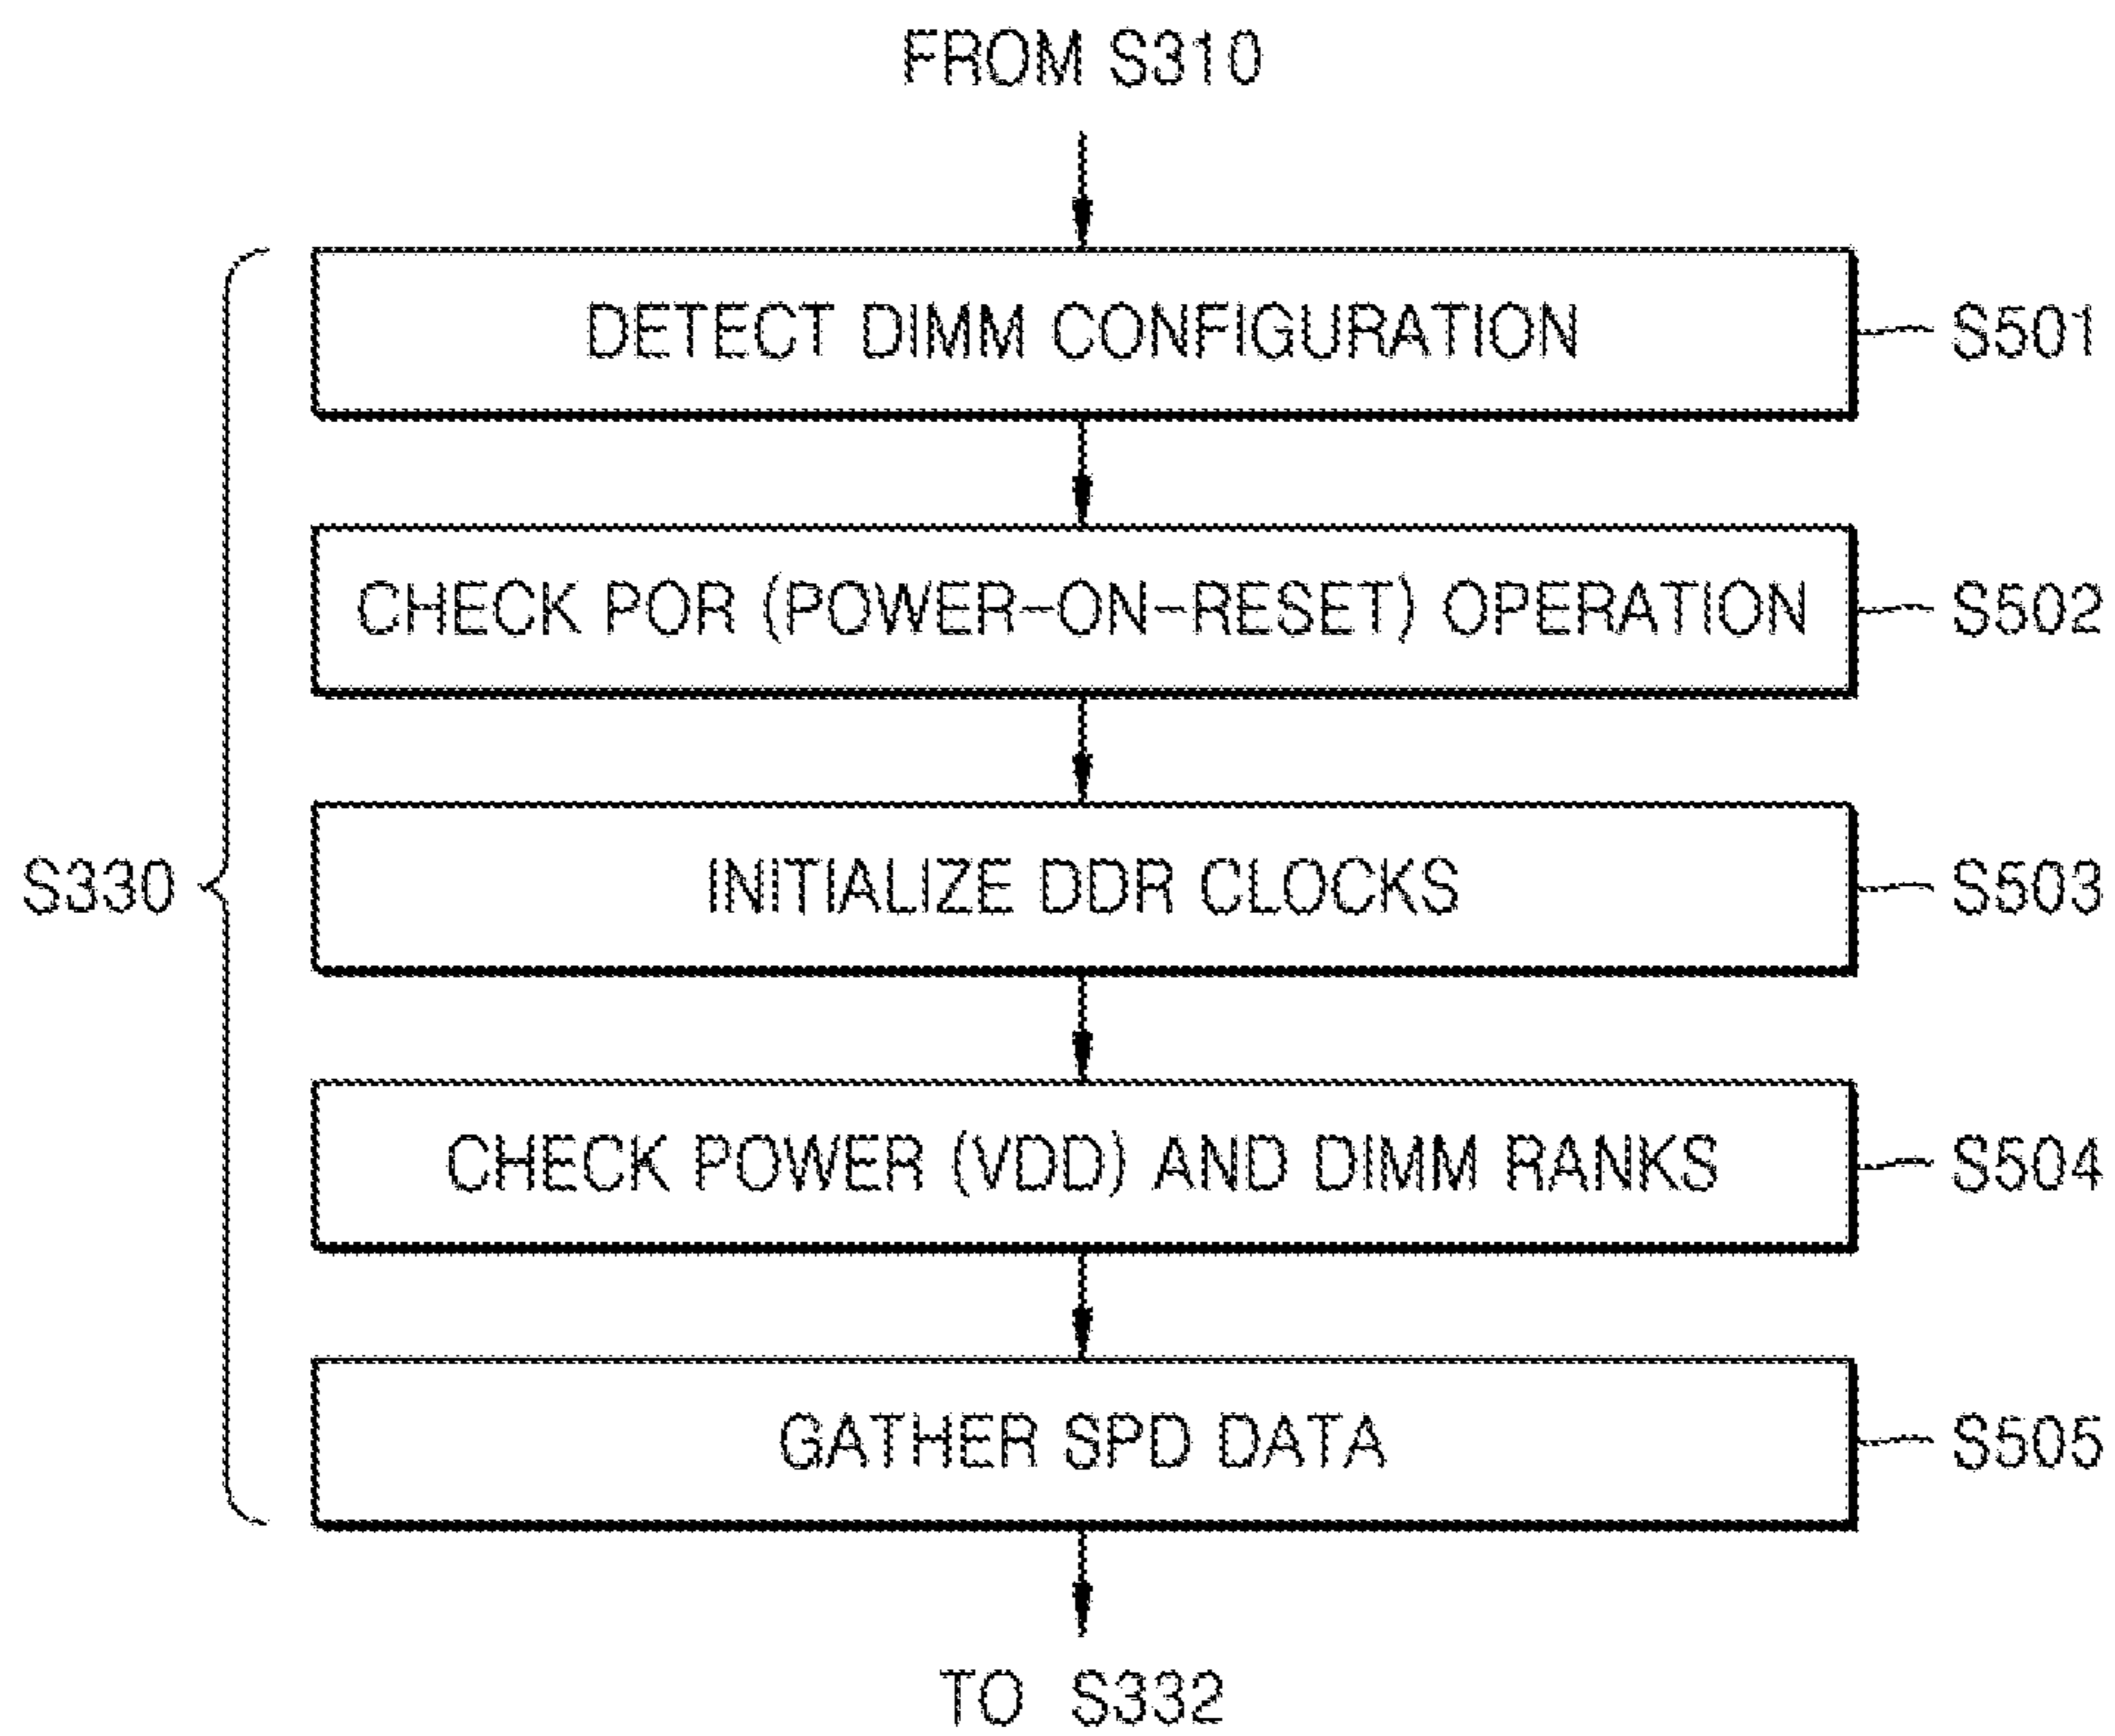 FROM S310
DETECT DIMM CONFIGURATION
S501
CHECK POR (POWER-ON-RESET) OPERATION
S502
S330
INITIALIZE DDR CLOCKS
S503
CHECK POWER (VDD) AND DIMM RANKS
S504
GATHER SPD DATA
S505
TO S332